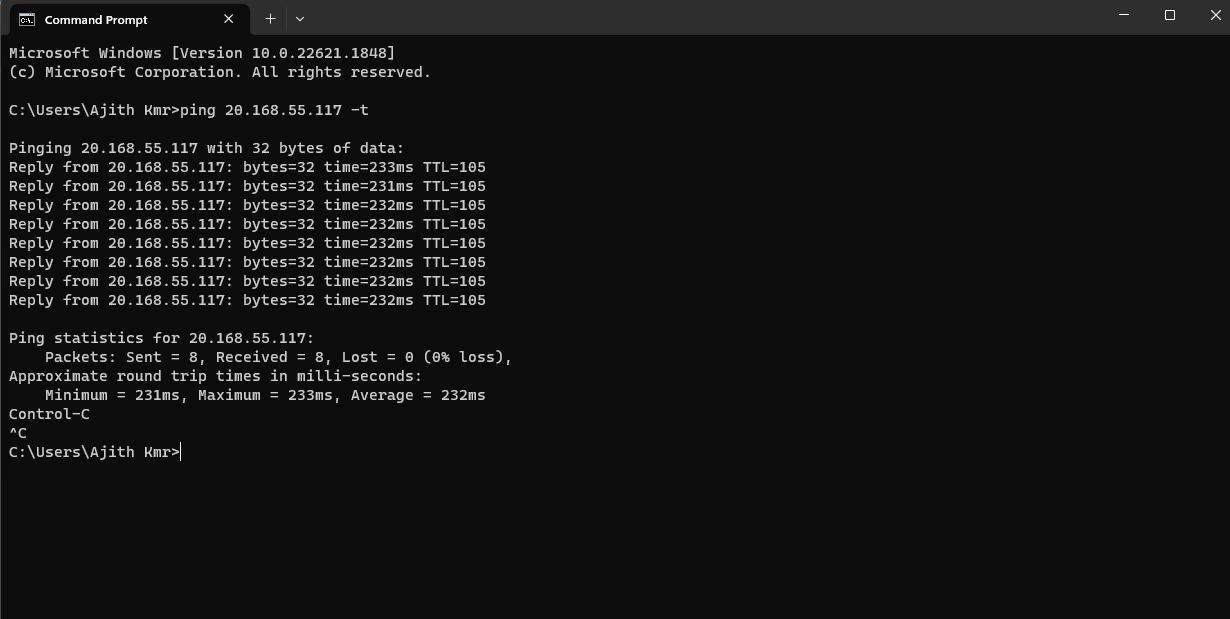 Command Prompt
Microsoft Windows [Version 10.0.22621.1848]
(c) Microsoft Corporation. All rights reserved.
C:\Users\Ajith Kmr>ping 20.168.55.117 -t
Pinging 20.168.55.117 with 32 bytes of data:
Reply from 20.168.55.117: bytes=32 time=233ms TTL=105
Reply from 20.168.55.117: bytes=32 time=231ms TTL=105
Reply from 20.168.55.117: bytes=32 time=232ms TTL=105
Reply from 20.168.55.117: bytes=32 time=232ms TTL=105
Reply from 20.168.55.117: bytes=32 time=232ms TTL=105
Reply from 20.168.55.117: bytes=32 time=232ms TTL=105
Reply from 20.168.55.117: bytes=32 time=232ms TTL=105
Reply from 20.168.55.117: bytes=32 time=232ms TTL=105
Ping statistics for 20.168.55.117:
    Packets: Sent = 8, Received = 8, Lost = 0 (0% loss),
Approximate round trip times in milli-seconds:
    Minimum = 231ms, Maximum = 233ms, Average = 232ms
Control-C
^C
C:\Users\Ajith Kmr>